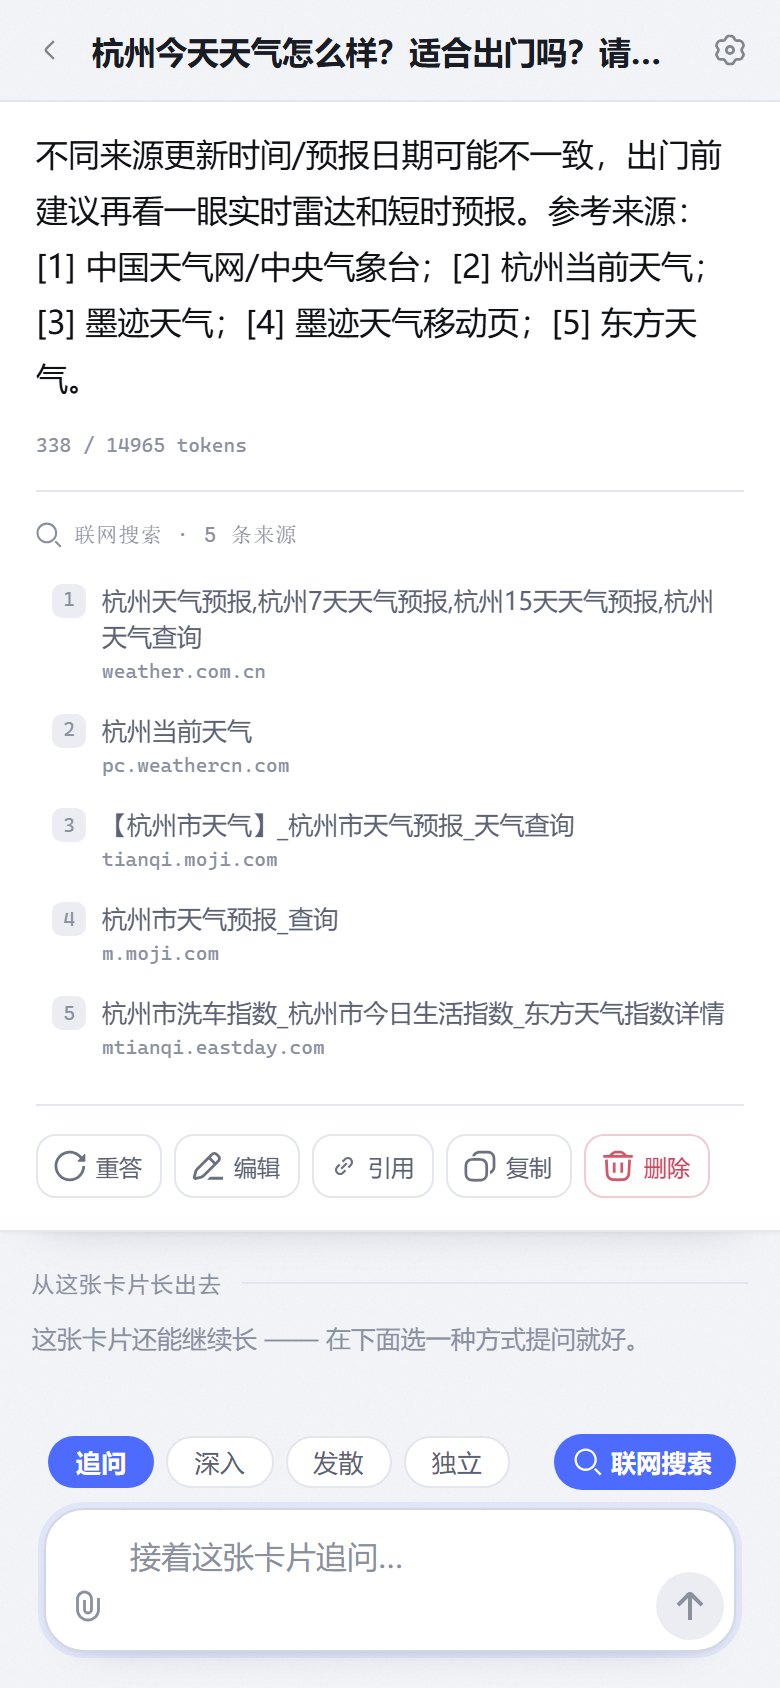 杭州今天天气怎么样？适合出门吗？请...
不同来源更新时间/预报日期可能不一致，出门前
建议再看一眼实时雷达和短时预报。参考来源：
[1] 中国天气网/中央气象台；[2] 杭州当前天气；
[3] 墨迹天气；[4] 墨迹天气移动页；[5] 东方天
气。
338 / 14965 tokens
联网搜索 · 5 条来源
1 杭州天气预报,杭州7天天气预报,杭州15天天气预报,杭州
天气查询
weather.com.cn
2 杭州当前天气
pc.weathercn.com
3 【杭州市天气】_杭州市天气预报_天气查询
tianqi.moji.com
4 杭州市天气预报_查询
m.moji.com
5 杭州市洗车指数_杭州市今日生活指数_东方天气指数详情
mtianqi.eastday.com
重答 编辑 引用 复制 删除
从这张卡片长出去
这张卡片还能继续长 —— 在下面选一种方式提问就好。
追问 深入 发散 独立 联网搜索
接着这张卡片追问...